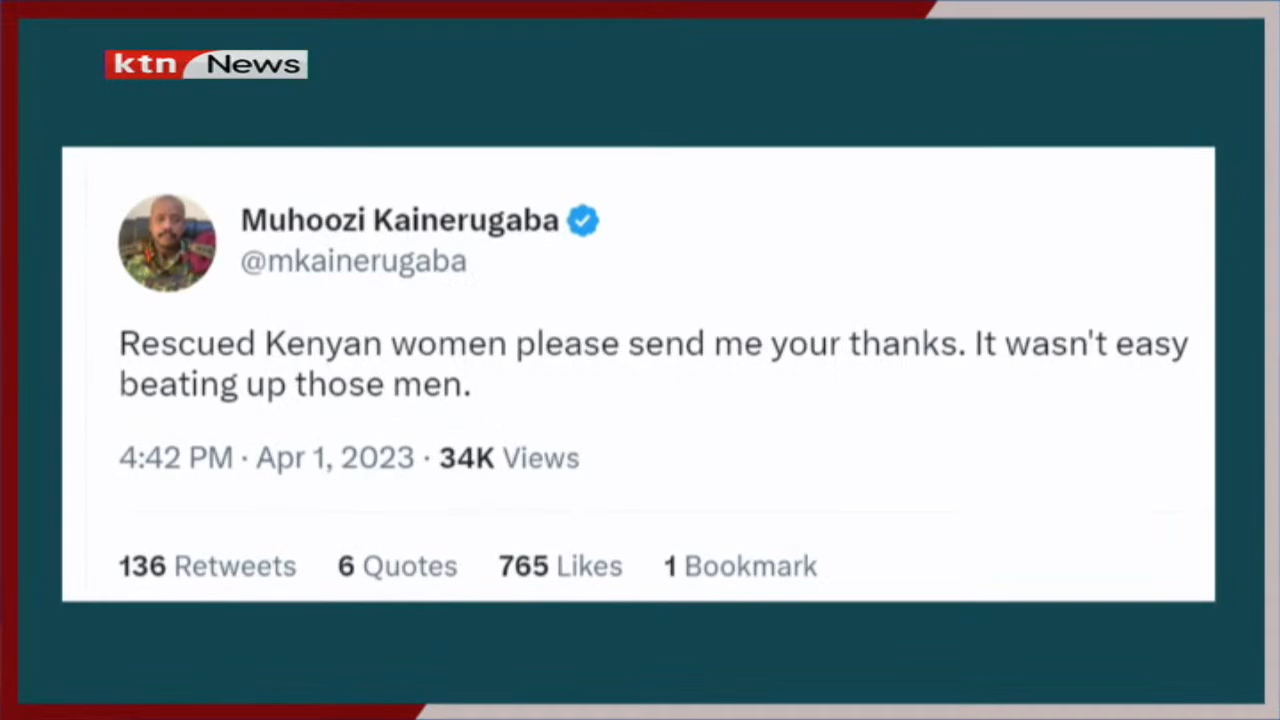 ktn News
Muhoozi Kainerugaba
@mkainerugaba
Rescued Kenyan women please send me your thanks. It wasn't easy
beating up those men.
4:42 PM · Apr 1, 2023 · 34K Views
136 Retweets 6 Quotes 765 Likes 1 Bookmark